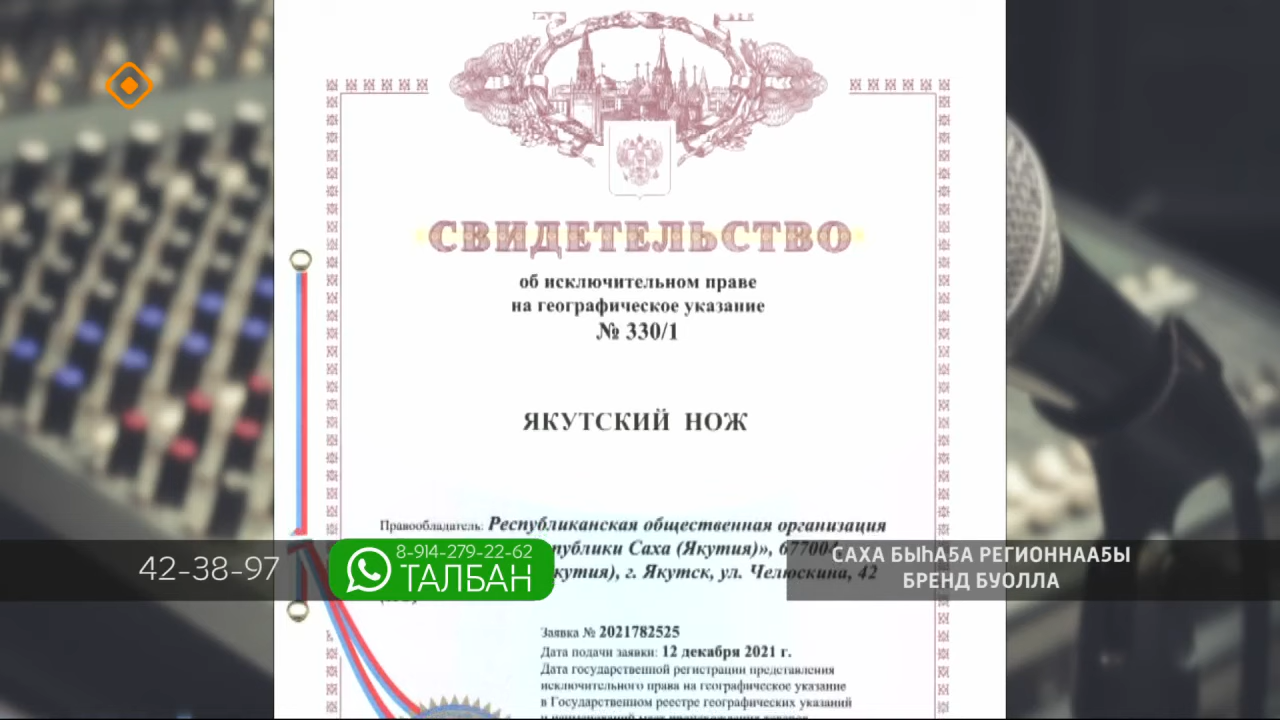 СВИДЕТЕЛЬСТВО
об исключительном праве
на географическое указание
№ 330/1
ЯКУТСКИЙ НОЖ
Правообладатель: Республиканская общественная организация
публики Саха (Якутия)», 677004,
кутия), г. Якутск, ул. Челюскина, 42
42-38-97
8-914-279-22-62
ТАЛБАН
САХА БЫҺА5А РЕГИОННАА5Ы
БРЕНД БУОЛЛА
Заявка № 2021782525
Дата подачи заявки: 12 декабря 2021 г.
Дата государственной регистрации представления
исключительного права на географическое указание
в Государственном реестре географических указаний